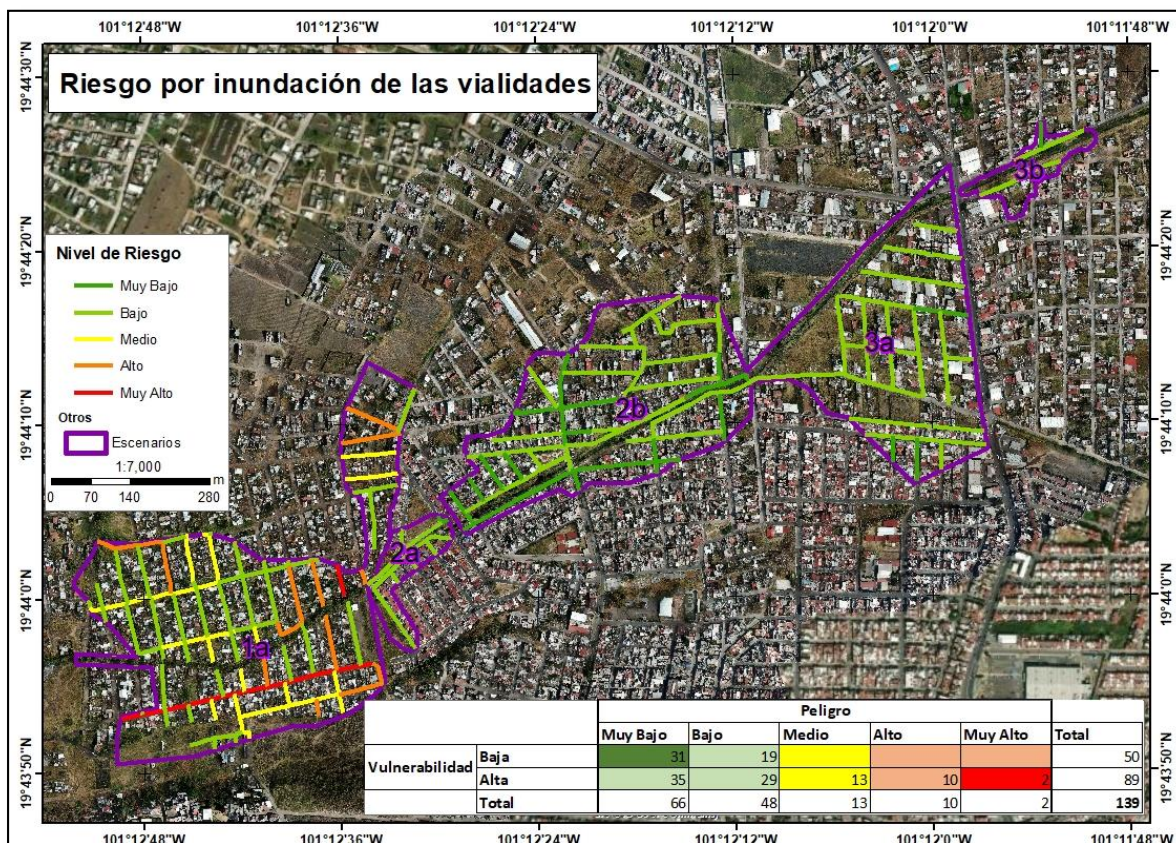 101°12'48"W 101°12'36"W 101°12'24"W 101°12'12"W 101°12'0"W 101°11'48"W
19°44'30"N
19°44'20"N
19°44'10"N
19°44'0"N
19°43'50"N
Riesgo por inundación de las vialidades
Nivel de Riesgo
Muy Bajo
Bajo
Medio
Alto
Muy Alto
Otros
Escenarios
1:7,000
m
0 70 140 280
3b
3a
2b
2a
1a
Peligro
Muy Bajo Bajo Medio Alto Muy Alto Total
Vulnerabilidad
Baja 31 19 50
Alta 35 29 13 10 2 89
Total 66 48 13 10 2 139
19°44'30"N
19°44'20"N
19°44'10"N
19°44'0"N
19°43'50"N
101°12'48"W 101°12'36"W 101°12'24"W 101°12'12"W 101°12'0"W 101°11'48"W